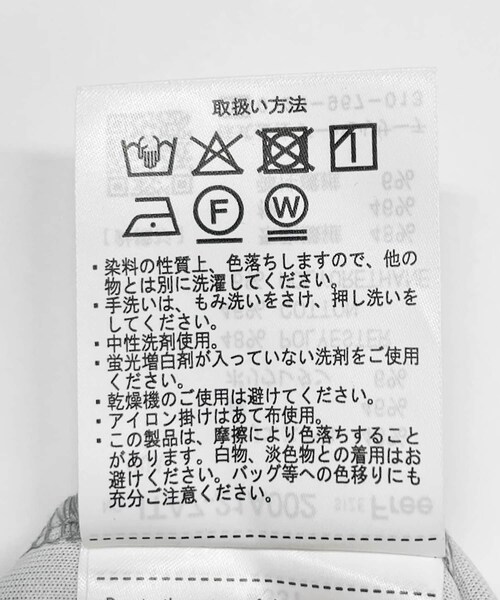 取扱い方法
F W
・染料の性質上、色落ちしますので、他の
物とは別に洗濯してください。
・手洗いは、もみ洗いをさけ、押し洗いを
してください。
・中性洗剤使用。
・蛍光増白剤が入っていない洗剤をご使用
ください。
・乾燥機のご使用は避けてください。
・アイロン掛けはあて布使用。
・この製品は、摩擦により色落ちすること
があります。白物、淡色物との着用はお
避けください。バッグ等への色移りにも
充分ご注意ください。